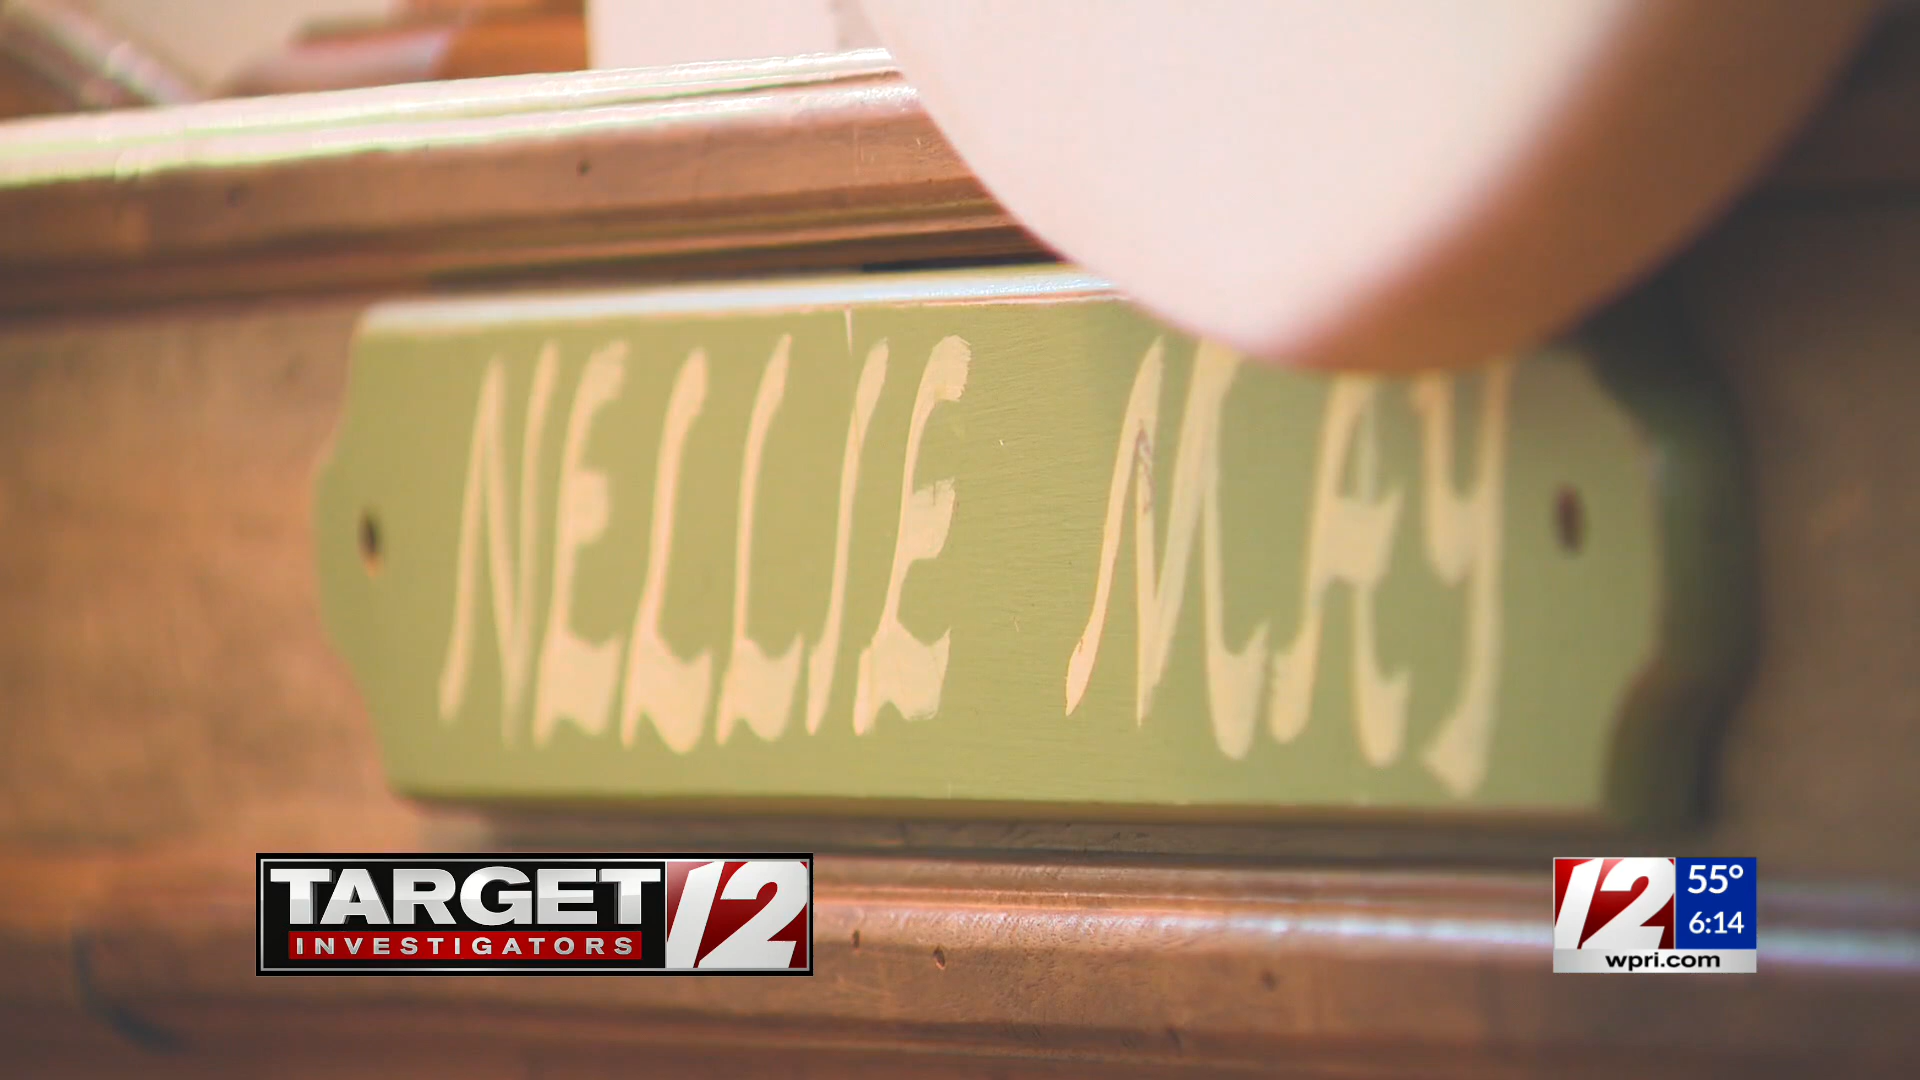 NELLIE MAY
TARGET 12
INVESTIGATORS
12 55°
6:14
wpri.com